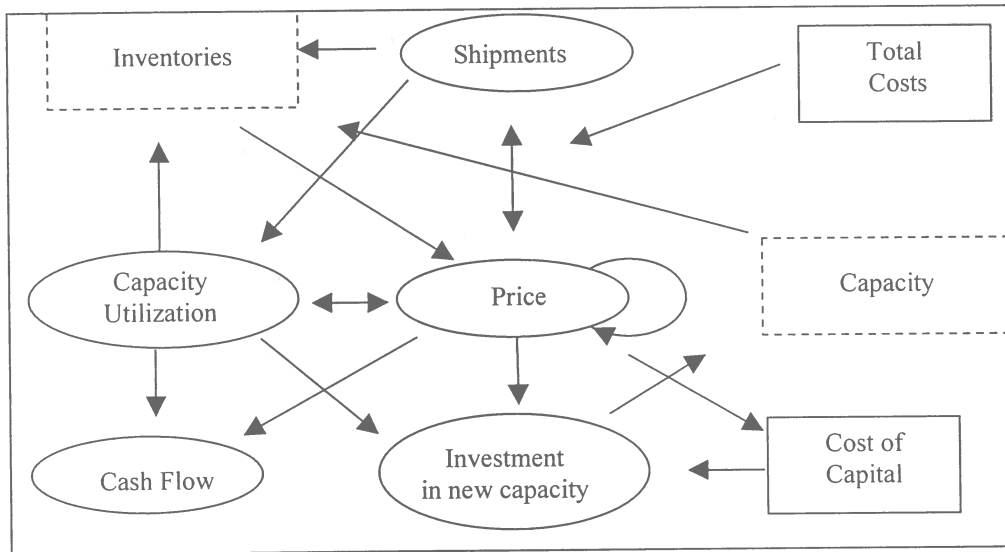 Inventories
Shipments
Total
Costs
Capacity
Utilization
Price
Capacity
Cash Flow
Investment
in new capacity
Cost of
Capital